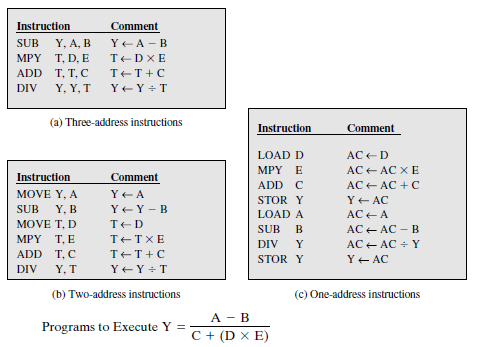 Instruction Comment
SUB Y, A, B Y ← A − B
MPY T, D, E T ← D × E
ADD T, T, C T ← T + C
DIV Y, Y, T Y ← Y ÷ T
(a) Three-address instructions
Instruction Comment
MOVE Y, A Y ← A
SUB Y, B Y ← Y − B
MOVE T, D T ← D
MPY T, E T ← T × E
ADD T, C T ← T + C
DIV Y, T Y ← Y ÷ T
(b) Two-address instructions
Instruction Comment
LOAD D AC ← D
MPY E AC ← AC × E
ADD C AC ← AC + C
STOR Y Y ← AC
LOAD A AC ← A
SUB B AC ← AC − B
DIV Y AC ← AC ÷ Y
STOR Y Y ← AC
(c) One-address instructions
Programs to Execute Y =
A − B
C + (D × E)